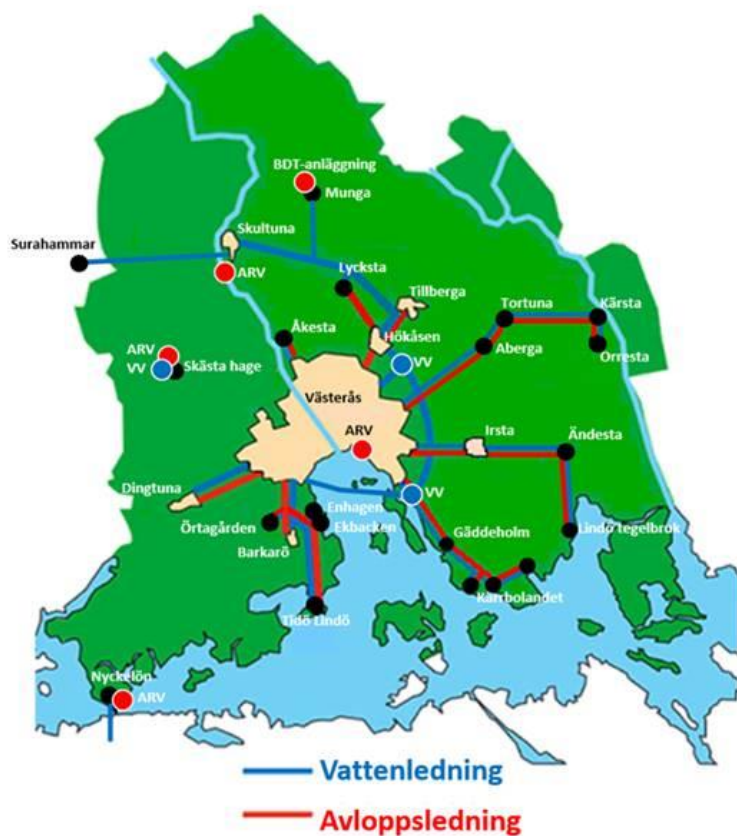 BDT-anläggning
Munga
Skultuna
Surahammar
ARV
Lycksta
Tillberga
Tortuna
Kärsta
Åkesta
Hökåsen
Aberga
Orresta
ARV
VV
Skästa hage
VV
Västerås
ARV
Irsta
Ändesta
Dingtuna
VV
Enhagen
Örtagården
Ekbacken
Gäddeholm
Lindö tegelbruk
Barkarö
Kärrbolandet
Tidö Lindö
Nyckelön
ARV
Vattenledning
Avloppsledning